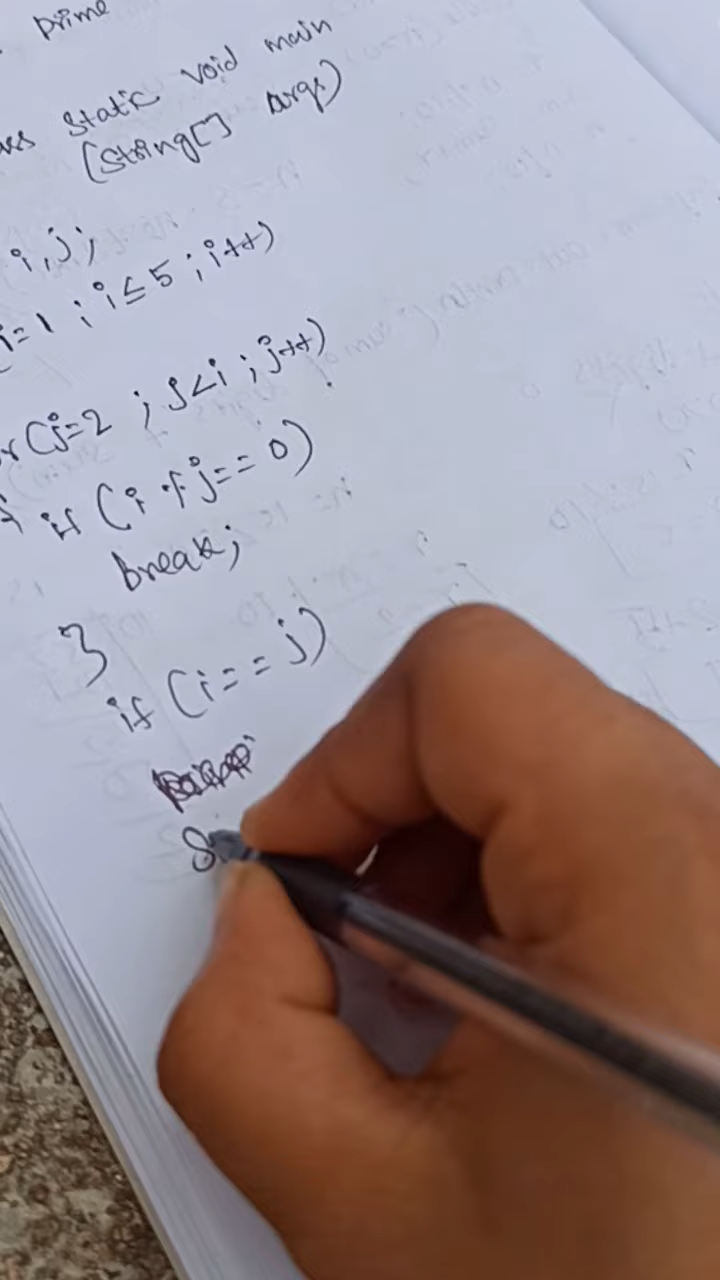 Prime
static void main
(String[] args)
i,j;
i=1 ; i≤5 ; i++)
(j=2 ; j<i ; j++)
if (i % j == 0)
break;
}
if (i == j)
S